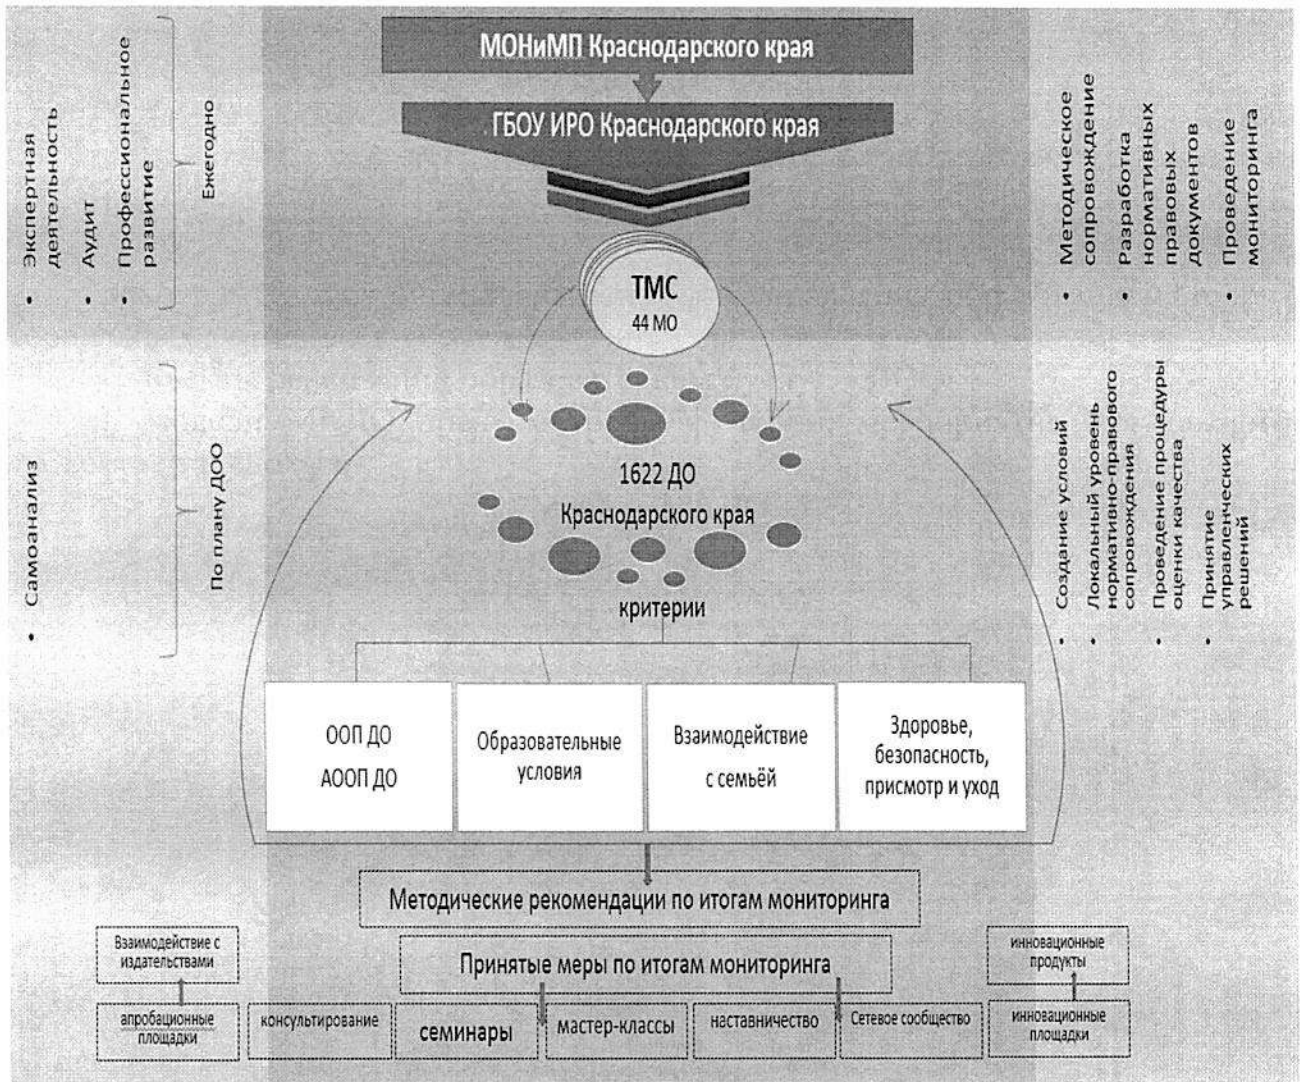 МОНиМП Краснодарского края
ГБОУ ИРО Краснодарского края
• Экспертная
деятельность
• Аудит
• Профессиональное
развитие
Ежегодно
• Методическое
сопровождение
• Разработка
нормативных
правовых
документов
• Проведение
мониторинга
ТМС
44 МО
• Самоанализ
По плану ДОО
1622 ДО
Краснодарского края
критерии
• Создание условий
• Локальный уровень
нормативно-правового
сопровождения
• Проведение процедуры
оценки качества
• Принятие
управленческих
решений
ООП ДО
АООП ДО
Образовательные
условия
Взаимодействие
с семьёй
Здоровье,
безопасность,
присмотр и уход
Методические рекомендации по итогам мониторинга
Взаимодействие с
издательствами
Принятые меры по итогам мониторинга
инновационные
продукты
апробационные
площадки
консультирование
семинары
мастер-классы
наставничество
Сетевое сообщество
инновационные
площадки